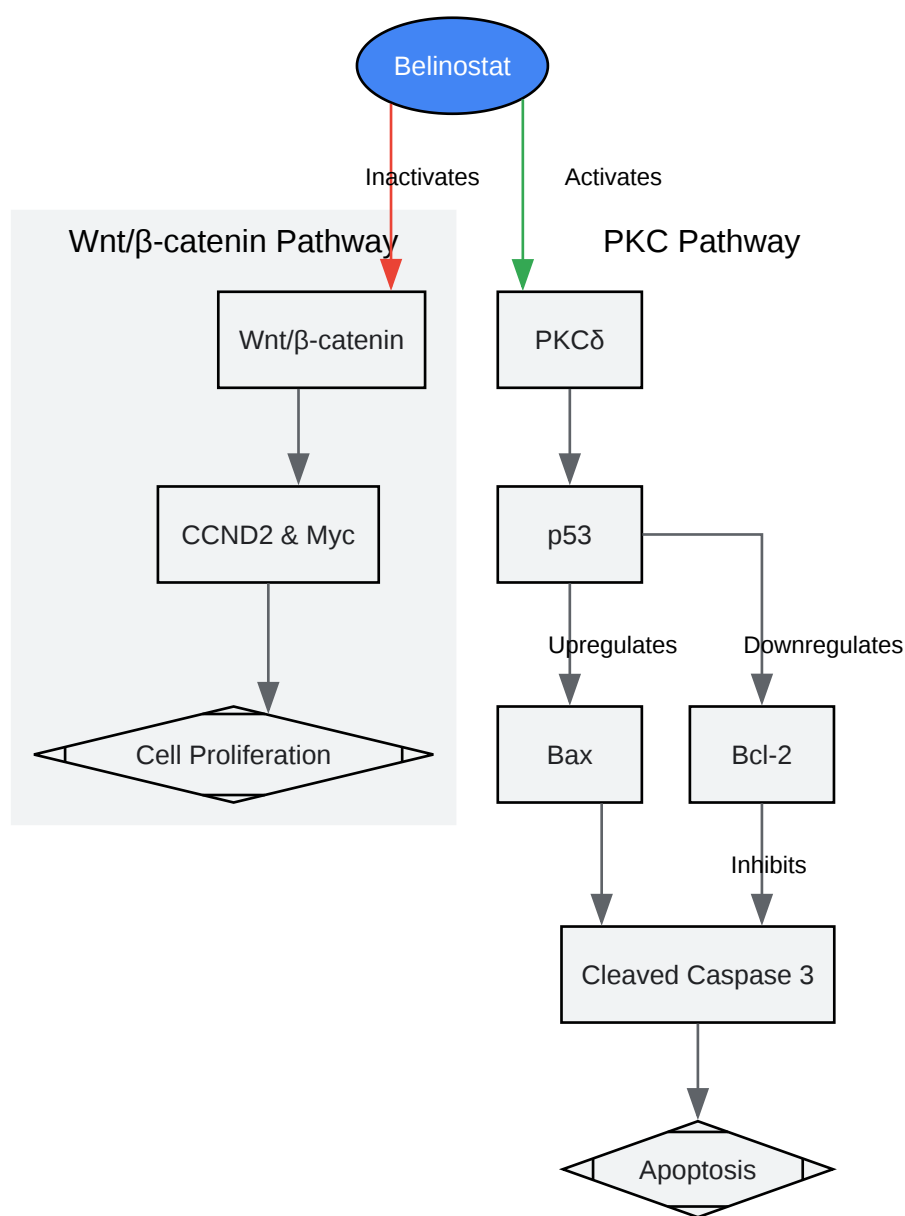 Belinostat
Inactivates
Activates
Wnt/β-catenin Pathway
PKC Pathway
Wnt/β-catenin
PKCδ
CCND2 & Myc
p53
Upregulates
Downregulates
Cell Proliferation
Bax
Bcl-2
Inhibits
Cleaved Caspase 3
Apoptosis